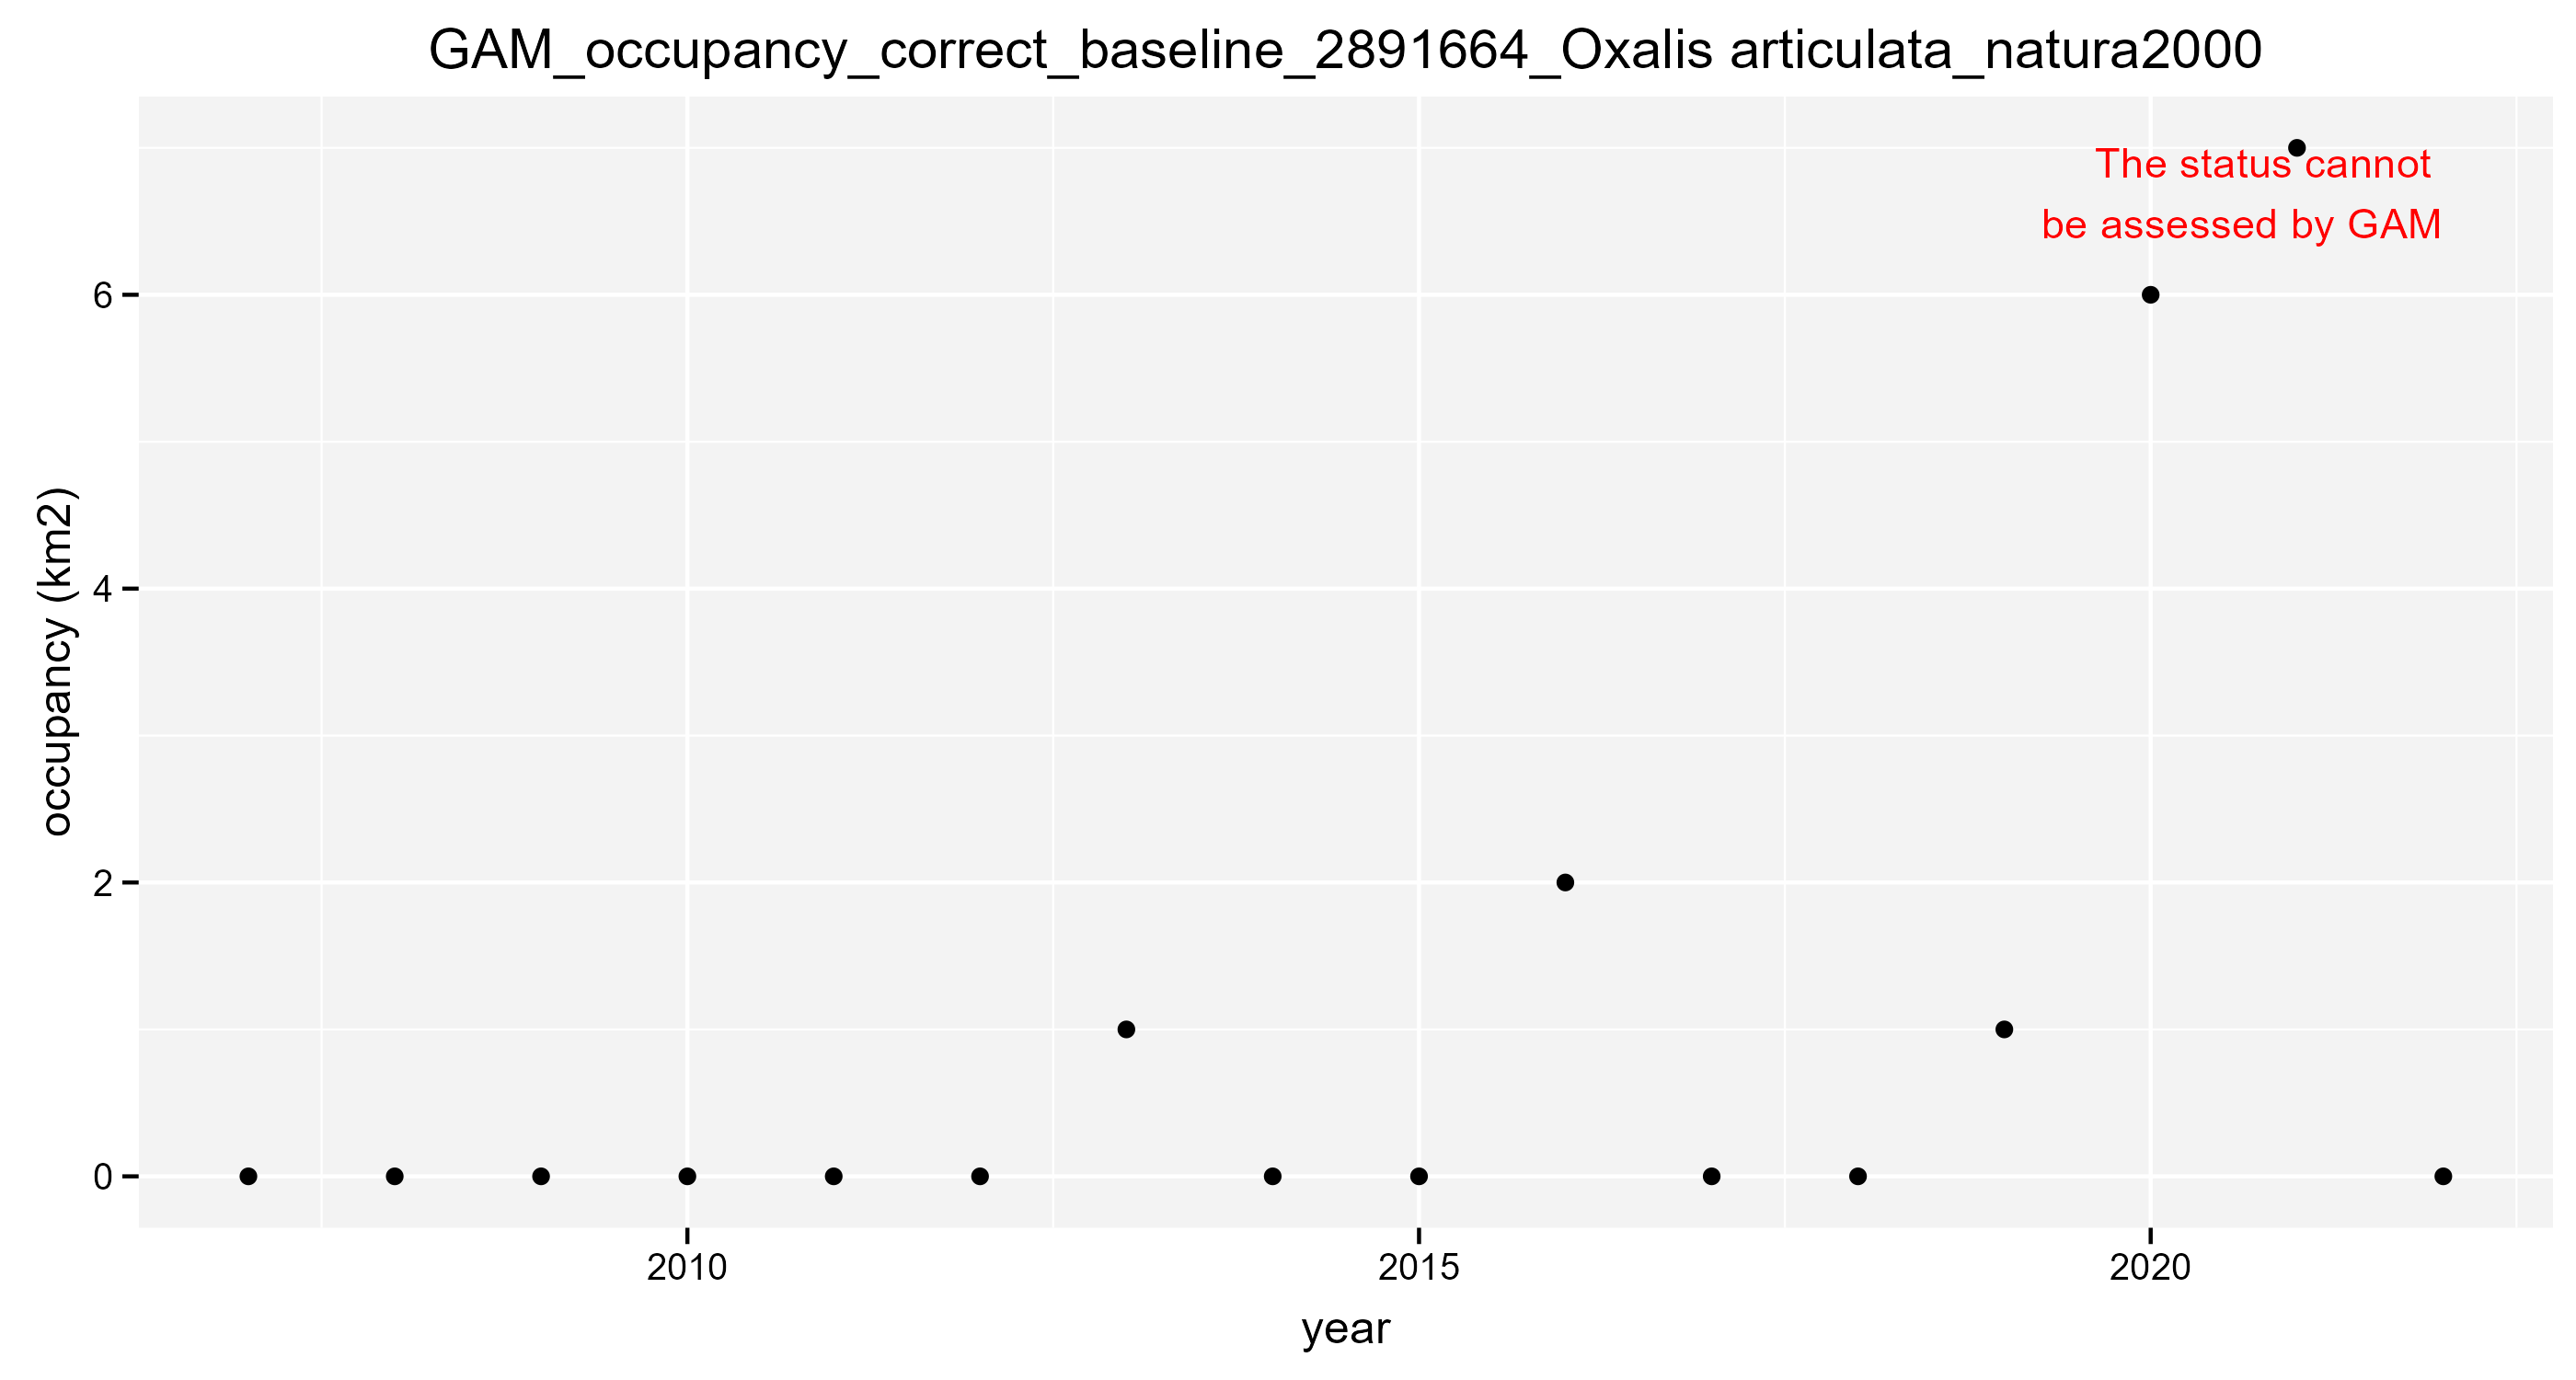 GAM_occupancy_correct_baseline_2891664_Oxalis articulata_natura2000
The status cannot
be assessed by GAM
occupancy (km2)
6
4
2
0
2010
2015
2020
year